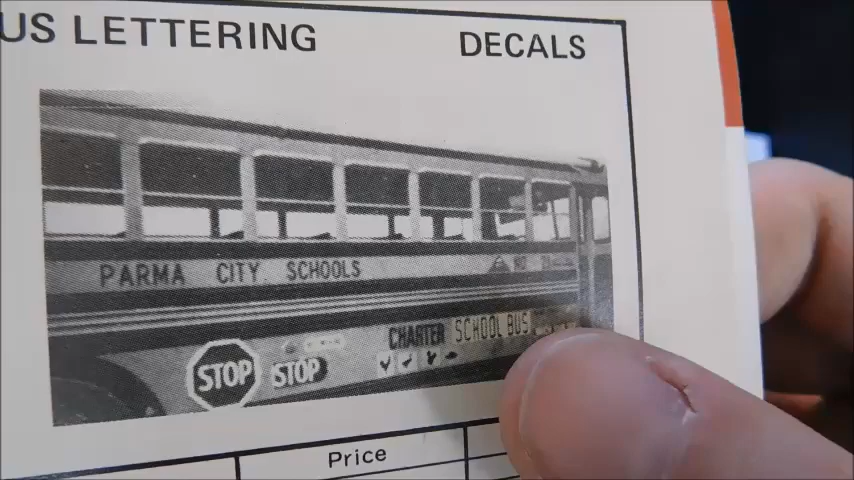 US LETTERING DECALS
PARMA CITY SCHOOLS
CHARTER SCHOOL BUS
STOP STOP
Price